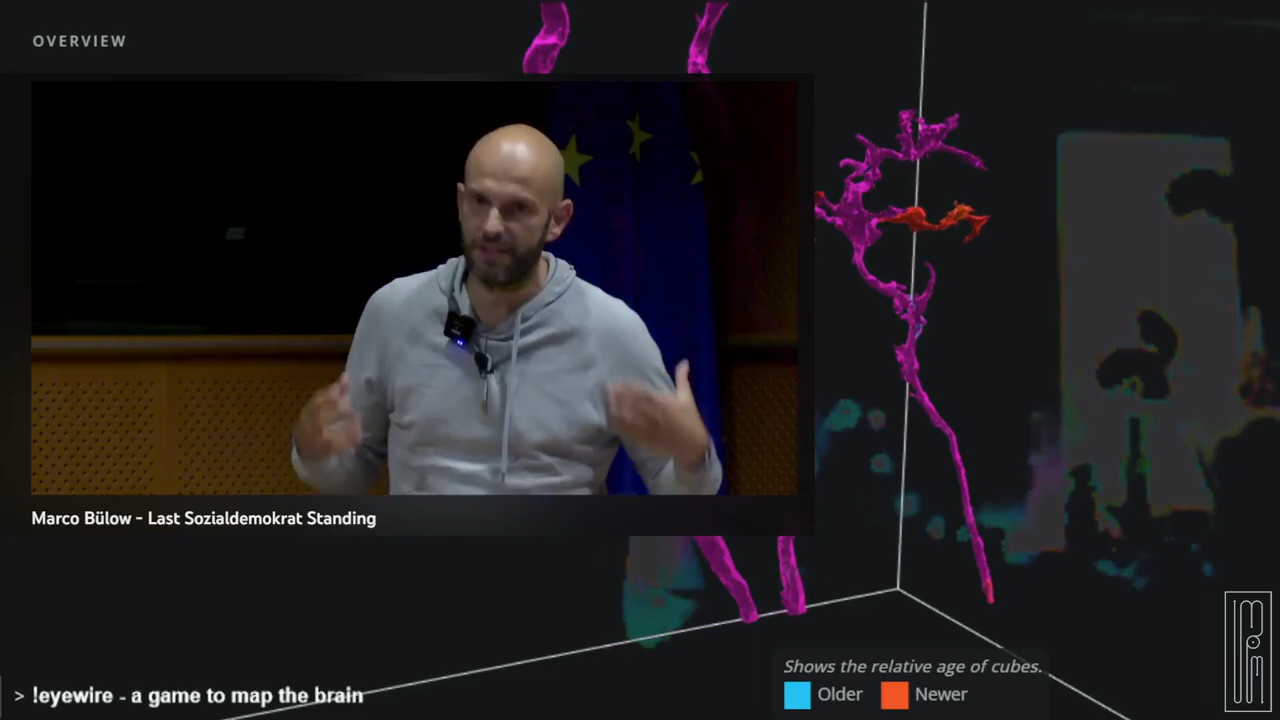 OVERVIEW
Marco Bülow - Last Sozialdemokrat Standing
Shows the relative age of cubes.
Older
Newer
> !eyewire - a game to map the brain